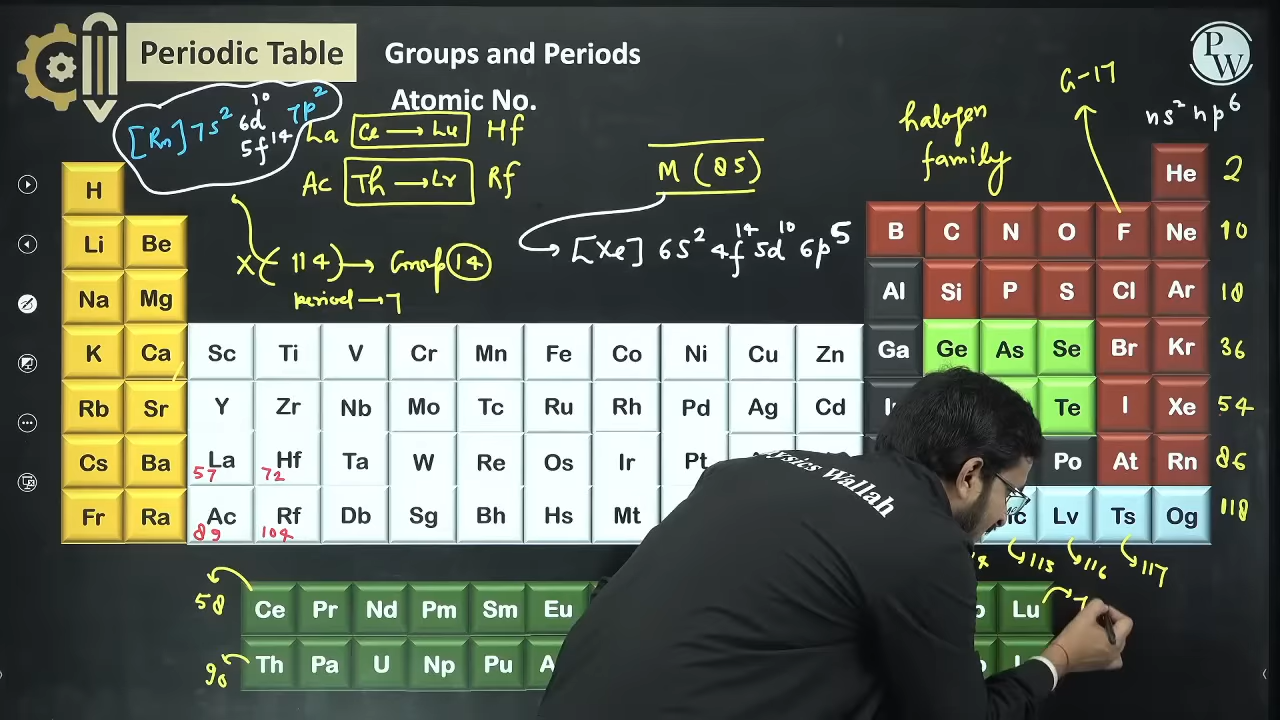 Periodic Table
Groups and Periods
Atomic No.
PW
[Rn] 7s² 6d¹⁰ 5f¹⁴ 7p²
La Ce → Lu Hf
Ac Th → Lr Rf
X (114) → Group 14
period → 7
M (85)
[Xe] 6s² 4f¹⁴ 5d¹⁰ 6p⁵
halogen
family
G-17
ns² np⁶
H He 2
Li Be B C N O F Ne 10
Na Mg Al Si P S Cl Ar 18
K Ca Sc Ti V Cr Mn Fe Co Ni Cu Zn Ga Ge As Se Br Kr 36
Rb Sr Y Zr Nb Mo Tc Ru Rh Pd Ag Cd Te I Xe 54
Cs Ba La Hf Ta W Re Os Ir Pt Po At Rn 86
57 72
Fr Ra Ac Rf Db Sg Bh Hs Mt Lv Ts Og 118
89 104
115 116 117
58 Ce Pr Nd Pm Sm Eu Lu 7
90 Th Pa U Np Pu
Physics Wallah